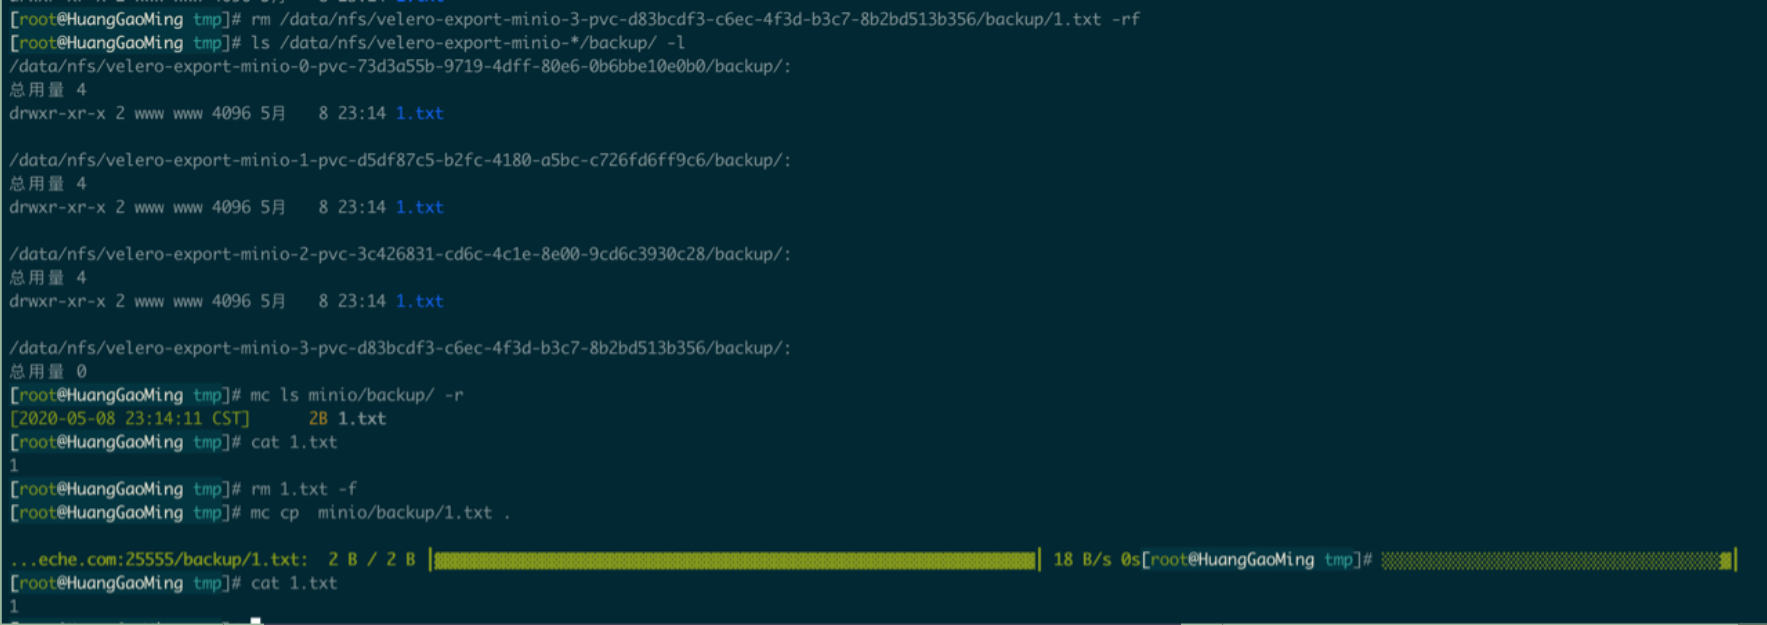 [root@HuangGaoMing tmp]# rm /data/nfs/velero-export-minio-3-pvc-d83bcdf3-c6ec-4f3d-b3c7-8b2bd513b356/backup/1.txt -rf
[root@HuangGaoMing tmp]# ls /data/nfs/velero-export-minio-*/backup/ -l
/data/nfs/velero-export-minio-0-pvc-73d3a55b-9719-4dff-80e6-0b6bbe10e0b0/backup/:
总用量 4
drwxr-xr-x 2 www www 4096 5月   8 23:14 1.txt
/data/nfs/velero-export-minio-1-pvc-d5df87c5-b2fc-4180-a5bc-c726fd6ff9c6/backup/:
总用量 4
drwxr-xr-x 2 www www 4096 5月   8 23:14 1.txt
/data/nfs/velero-export-minio-2-pvc-3c426831-cd6c-4c1e-8e00-9cd6c3930c28/backup/:
总用量 4
drwxr-xr-x 2 www www 4096 5月   8 23:14 1.txt
/data/nfs/velero-export-minio-3-pvc-d83bcdf3-c6ec-4f3d-b3c7-8b2bd513b356/backup/:
总用量 0
[root@HuangGaoMing tmp]# mc ls minio/backup/ -r
[2020-05-08 23:14:11 CST]      2B 1.txt
[root@HuangGaoMing tmp]# cat 1.txt
1
[root@HuangGaoMing tmp]# rm 1.txt -f
[root@HuangGaoMing tmp]# mc cp  minio/backup/1.txt .
...eche.com:25555/backup/1.txt:  2 B / 2 B 18 B/s 0s[root@HuangGaoMing tmp]#
[root@HuangGaoMing tmp]# cat 1.txt
1